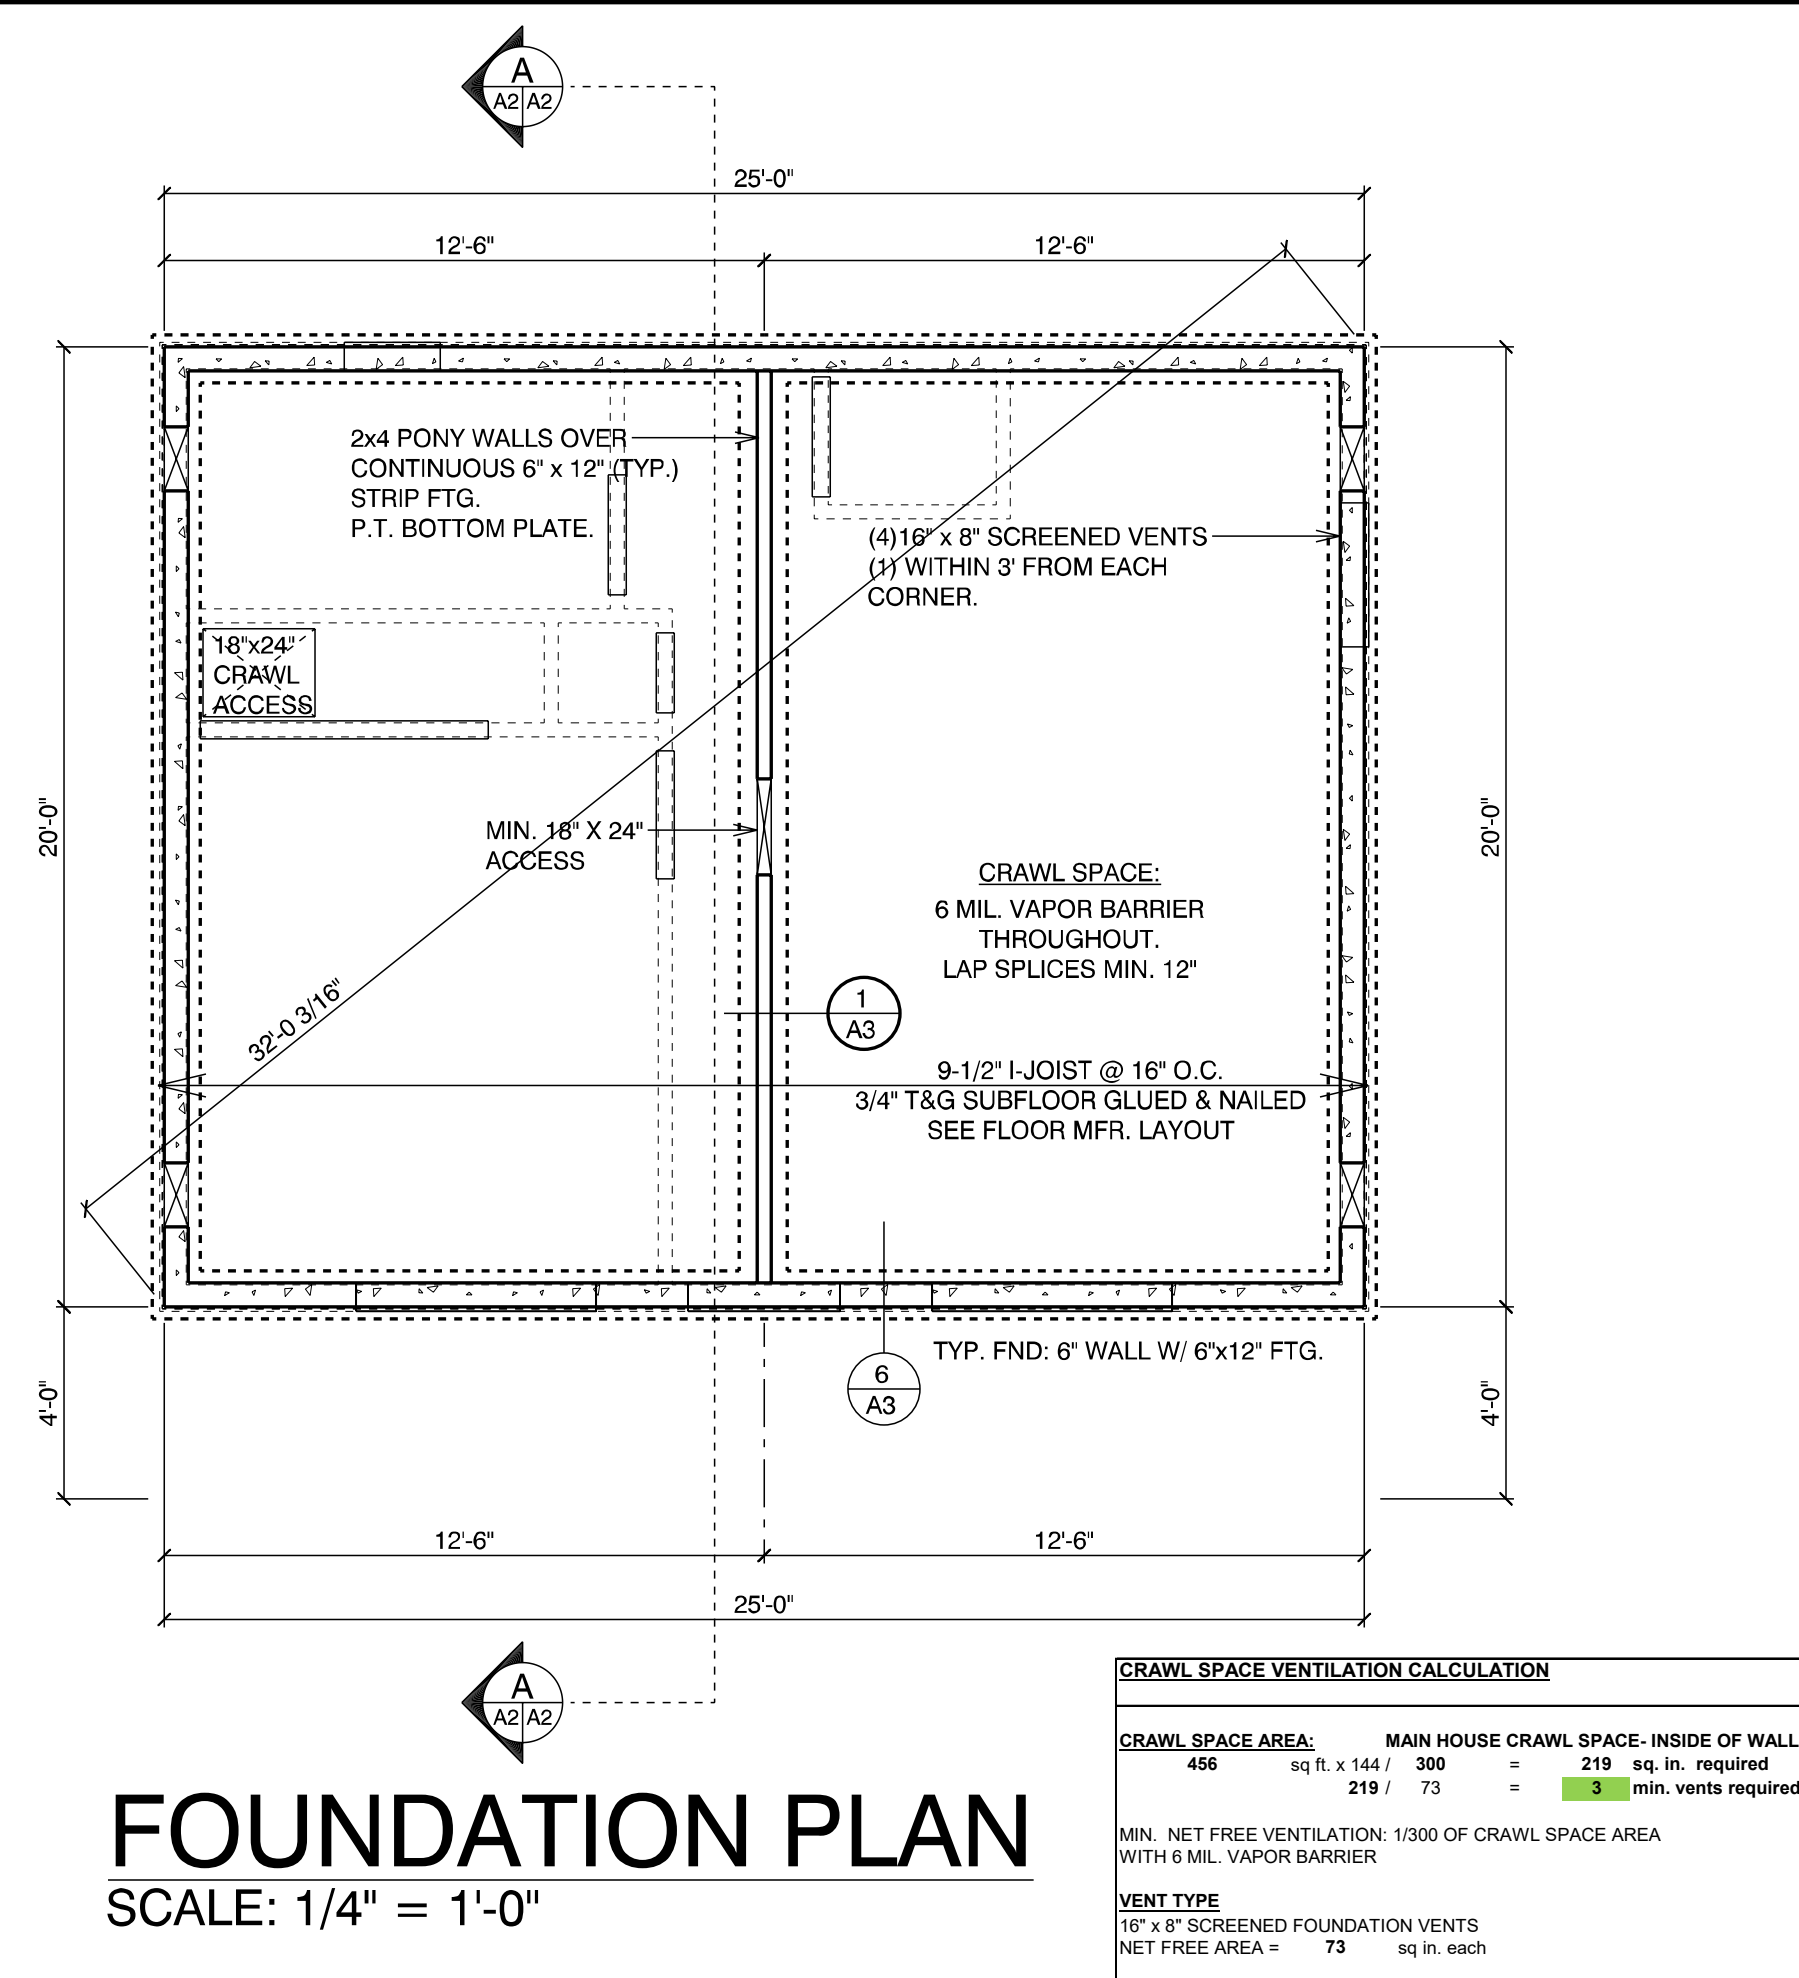 A
A2 A2
25'-0"
12'-6"
12'-6"
2x4 PONY WALLS OVER
CONTINUOUS 6" x 12" (TYP.)
STRIP FTG.
P.T. BOTTOM PLATE.
(4)16" x 8" SCREENED VENTS
(1) WITHIN 3' FROM EACH
CORNER.
18"x24"
CRAWL
ACCESS
20'-0"
20'-0"
MIN. 18" X 24"
ACCESS
CRAWL SPACE:
6 MIL. VAPOR BARRIER
THROUGHOUT.
LAP SPLICES MIN. 12"
32'-0 3/16"
1
A3
9-1/2" I-JOIST @ 16" O.C.
3/4" T&G SUBFLOOR GLUED & NAILED
SEE FLOOR MFR. LAYOUT
TYP. FND: 6" WALL W/ 6"x12" FTG.
6
A3
4'-0"
4'-0"
12'-6"
12'-6"
25'-0"
A
A2 A2
FOUNDATION PLAN
SCALE: 1/4" = 1'-0"
CRAWL SPACE VENTILATION CALCULATION
CRAWL SPACE AREA: MAIN HOUSE CRAWL SPACE- INSIDE OF WALL
456 sq ft. x 144 / 300 = 219 sq. in. required
219 / 73 = 3 min. vents required
MIN. NET FREE VENTILATION: 1/300 OF CRAWL SPACE AREA
WITH 6 MIL. VAPOR BARRIER
VENT TYPE
16" x 8" SCREENED FOUNDATION VENTS
NET FREE AREA = 73 sq in. each